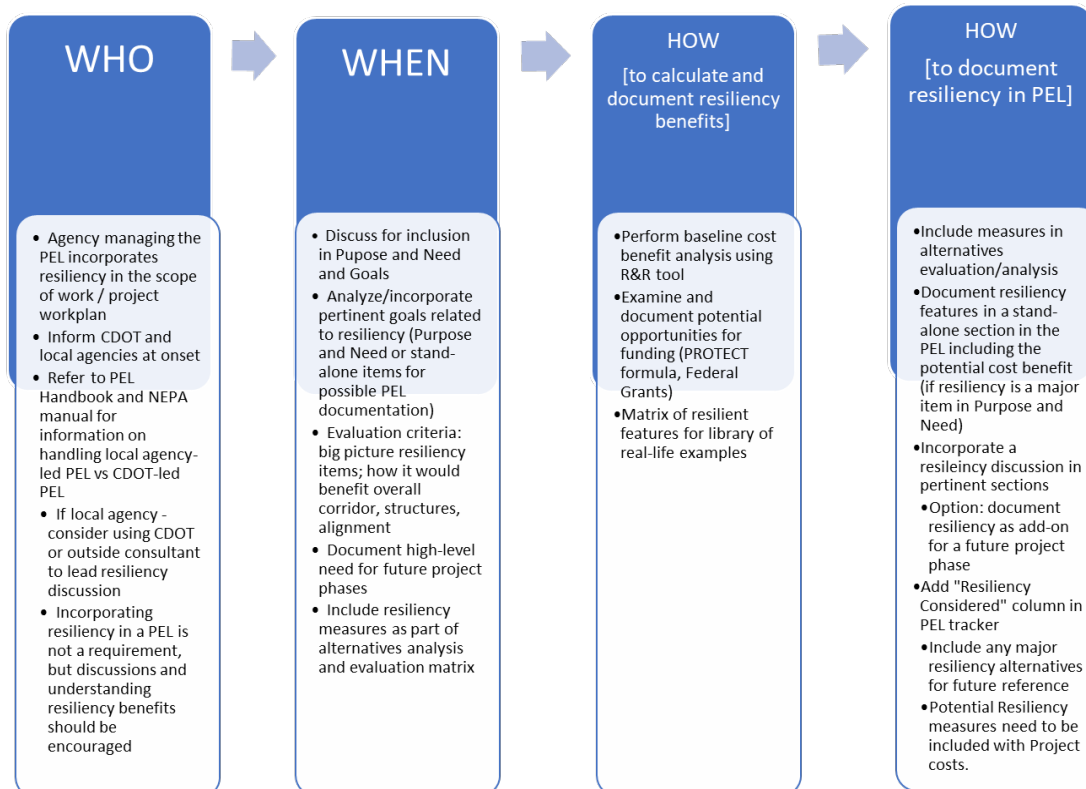 WHO
• Agency managing the
PEL incorporates
resiliency in the scope
of work / project
workplan
• Inform CDOT and
local agencies at onset
• Refer to PEL
Handbook and NEPA
manual for
information on
handling local agency-
led PEL vs CDOT-led
PEL
• If local agency -
consider using CDOT
or outside consultant
to lead resiliency
discussion
• Incorporating
resiliency in a PEL is
not a requirement,
but discussions and
understanding
resiliency benefits
should be
encouraged
WHEN
• Discuss for inclusion
in Pupose and Need
and Goals
• Analyze/incorporate
pertinent goals related
to resiliency (Purpose
and Need or stand-
alone items for
possible PEL
documentation)
• Evaluation criteria:
big picture resiliency
items; how it would
benefit overall
corridor, structures,
alignment
• Document high-level
need for future project
phases
• Include resiliency
measures as part of
alternatives analysis
and evaluation matrix
HOW
[to calculate and
document resiliency
benefits]
•Perform baseline cost
benefit analysis using
R&R tool
•Examine and
document potential
opportunities for
funding (PROTECT
formula, Federal
Grants)
•Matrix of resilient
features for library of
real-life examples
HOW
[to document
resiliency in PEL]
•Include measures in
alternatives
evaluation/analysis
•Document resiliency
features in a stand-
alone section in the
PEL including the
potential cost benefit
(if resiliency is a major
item in Purpose and
Need)
•Incorporate a
resileincy discussion in
pertinent sections
•Option: document
resiliency as add-on
for a future project
phase
•Add "Resiliency
Considered" column in
PEL tracker
•Include any major
resiliency alternatives
for future reference
•Potential Resiliency
measures need to be
included with Project
costs.